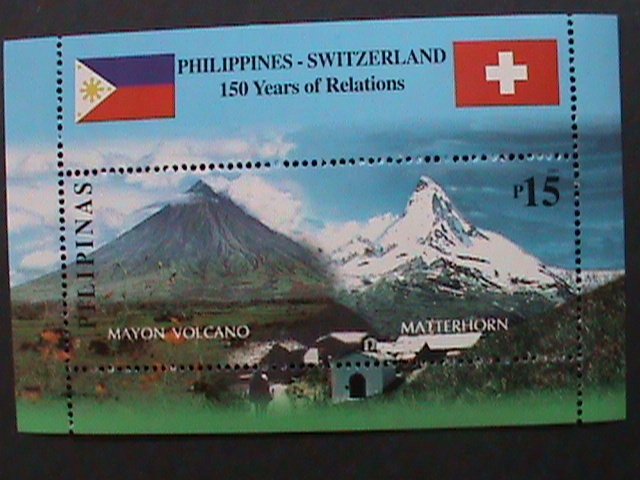 PHILIPPINES - SWITZERLAND
150 Years of Relations
PILIPINAS
P15
MAYON VOLCANO
MATTERHORN